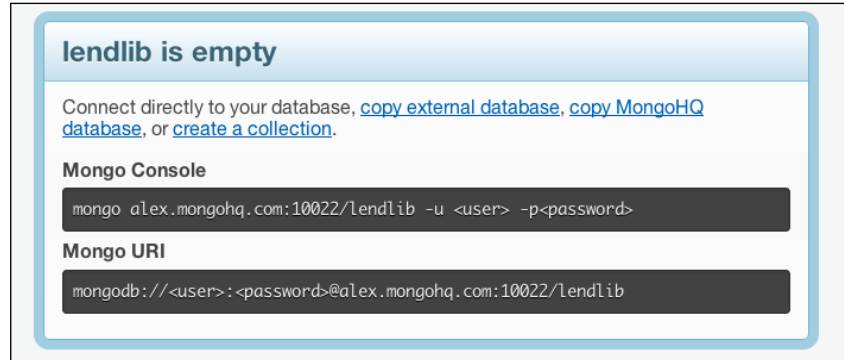 lendlib is empty
Connect directly to your database, copy external database, copy MongoHQ
database, or create a collection.
Mongo Console
mongo alex.mongohq.com:10022/lendlib -u <user> -p<password>
Mongo URI
mongodb://<user>:<password>@alex.mongohq.com:10022/lendlib